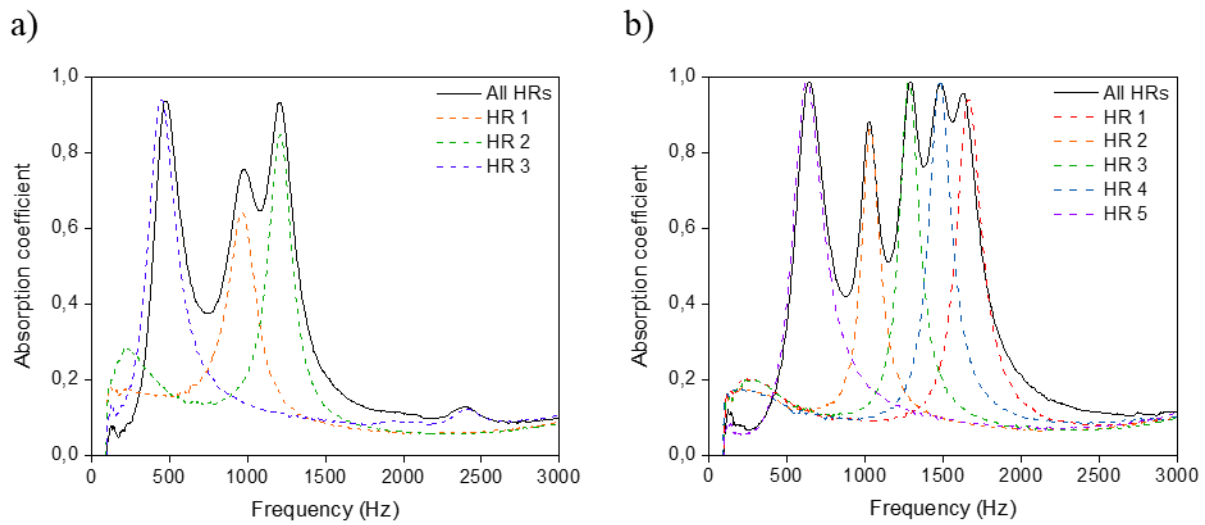 a)
1,0
0,8
0,6
0,4
0,2
0,0
Absorption coefficient
All HRs
HR 1
HR 2
HR 3
0 500 1000 1500 2000 2500 3000
Frequency (Hz)
b)
1,0
0,8
0,6
0,4
0,2
0,0
Absorption coefficient
All HRs
HR 1
HR 2
HR 3
HR 4
HR 5
0 500 1000 1500 2000 2500 3000
Frequency (Hz)